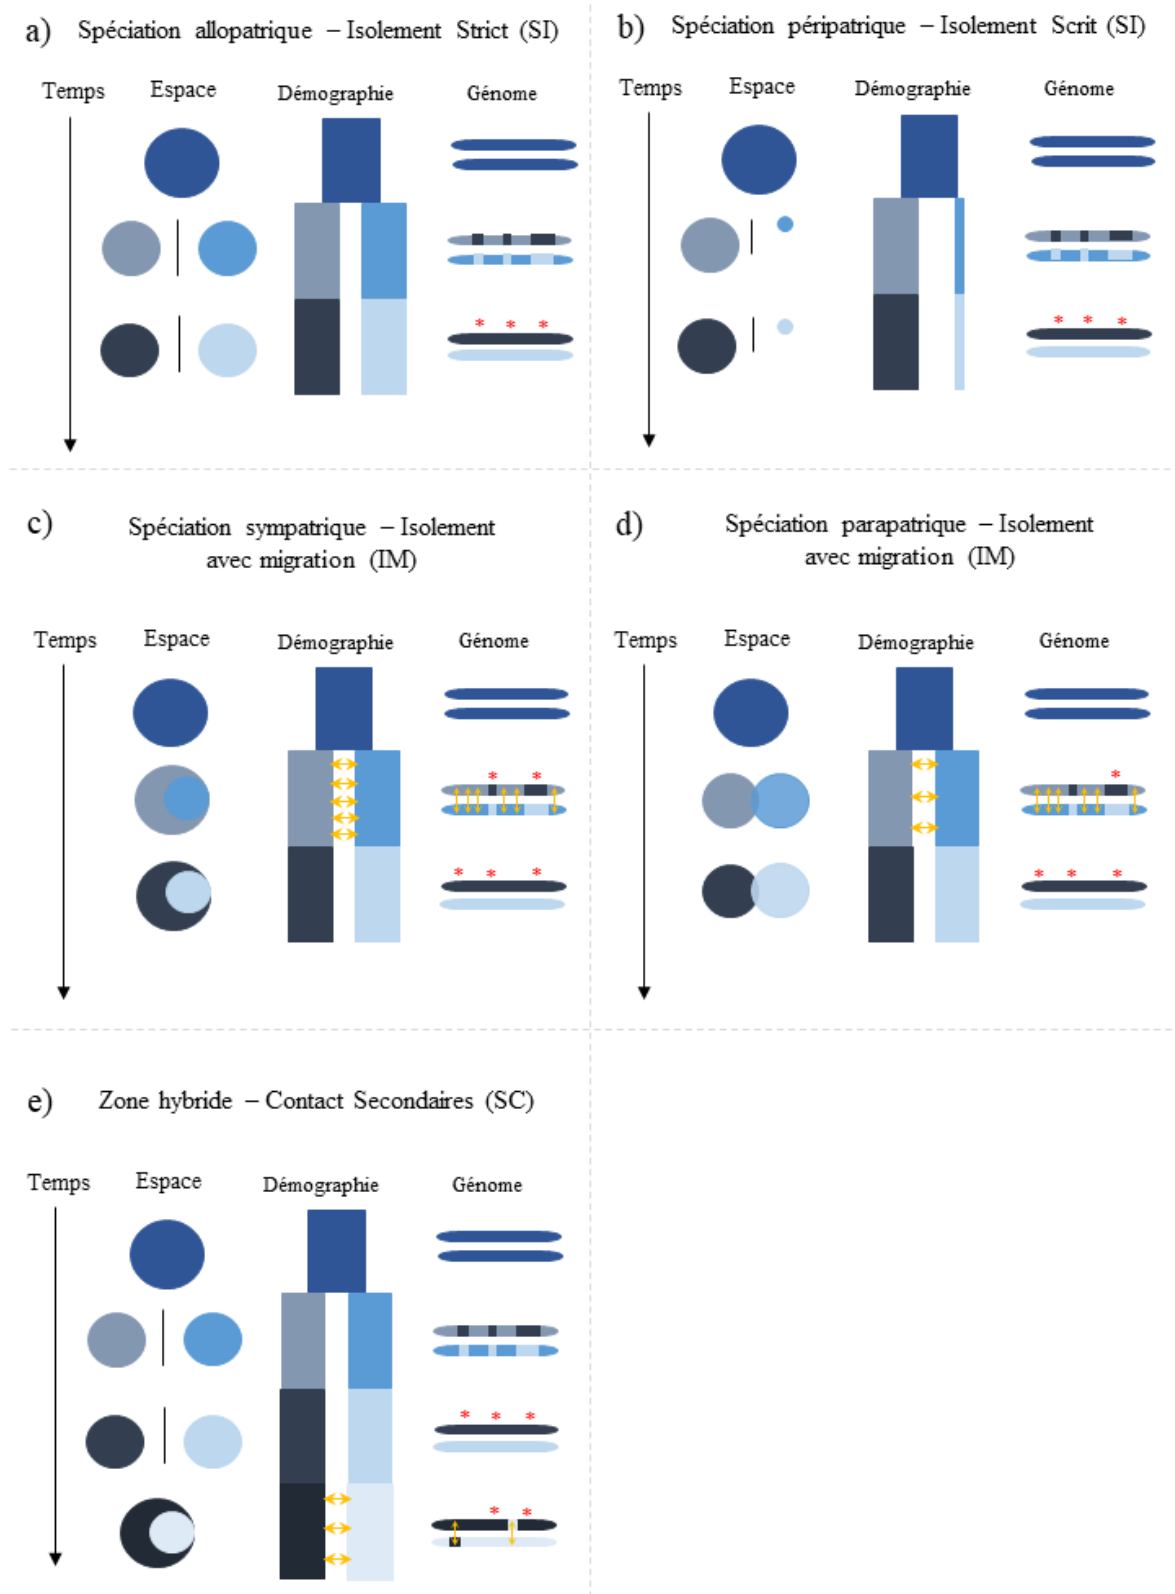 a) Spéciation allopatrique – Isolement Strict (SI)
Temps Espace Démographie Génome
* * *
b) Spéciation péripatrique – Isolement Scrit (SI)
Temps Espace Démographie Génome
* * *
c) Spéciation sympatrique – Isolement
avec migration (IM)
Temps Espace Démographie Génome
* *
* * *
d) Spéciation parapatrique – Isolement
avec migration (IM)
Temps Espace Démographie Génome
*
* * *
e) Zone hybride – Contact Secondaires (SC)
Temps Espace Démographie Génome
* * *
* *